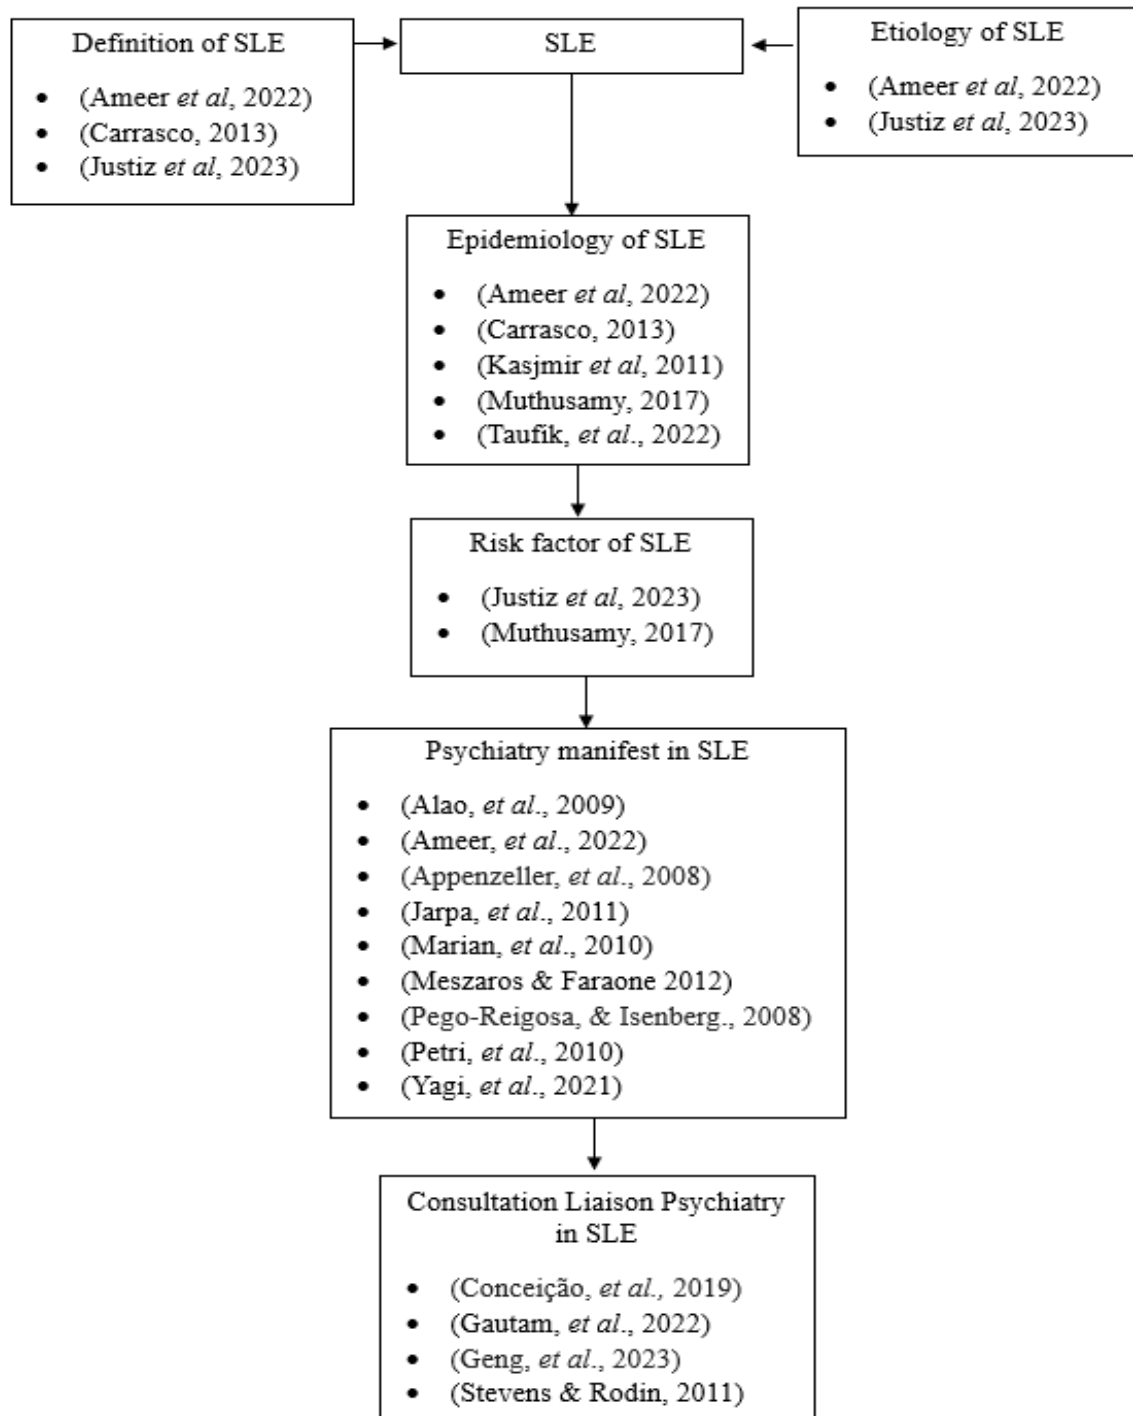 Definition of SLE
• (Ameer et al, 2022)
• (Carrasco, 2013)
• (Justiz et al, 2023)
SLE
Etiology of SLE
• (Ameer et al, 2022)
• (Justiz et al, 2023)
Epidemiology of SLE
• (Ameer et al, 2022)
• (Carrasco, 2013)
• (Kasjmir et al, 2011)
• (Muthusamy, 2017)
• (Taufik, et al., 2022)
Risk factor of SLE
• (Justiz et al, 2023)
• (Muthusamy, 2017)
Psychiatry manifest in SLE
• (Alao, et al., 2009)
• (Ameer, et al., 2022)
• (Appenzeller, et al., 2008)
• (Jarpa, et al., 2011)
• (Marian, et al., 2010)
• (Meszaros & Faraone 2012)
• (Pego-Reigosa, & Isenberg., 2008)
• (Petri, et al., 2010)
• (Yagi, et al., 2021)
Consultation Liaison Psychiatry
in SLE
• (Conceição, et al., 2019)
• (Gautam, et al., 2022)
• (Geng, et al., 2023)
• (Stevens & Rodin, 2011)